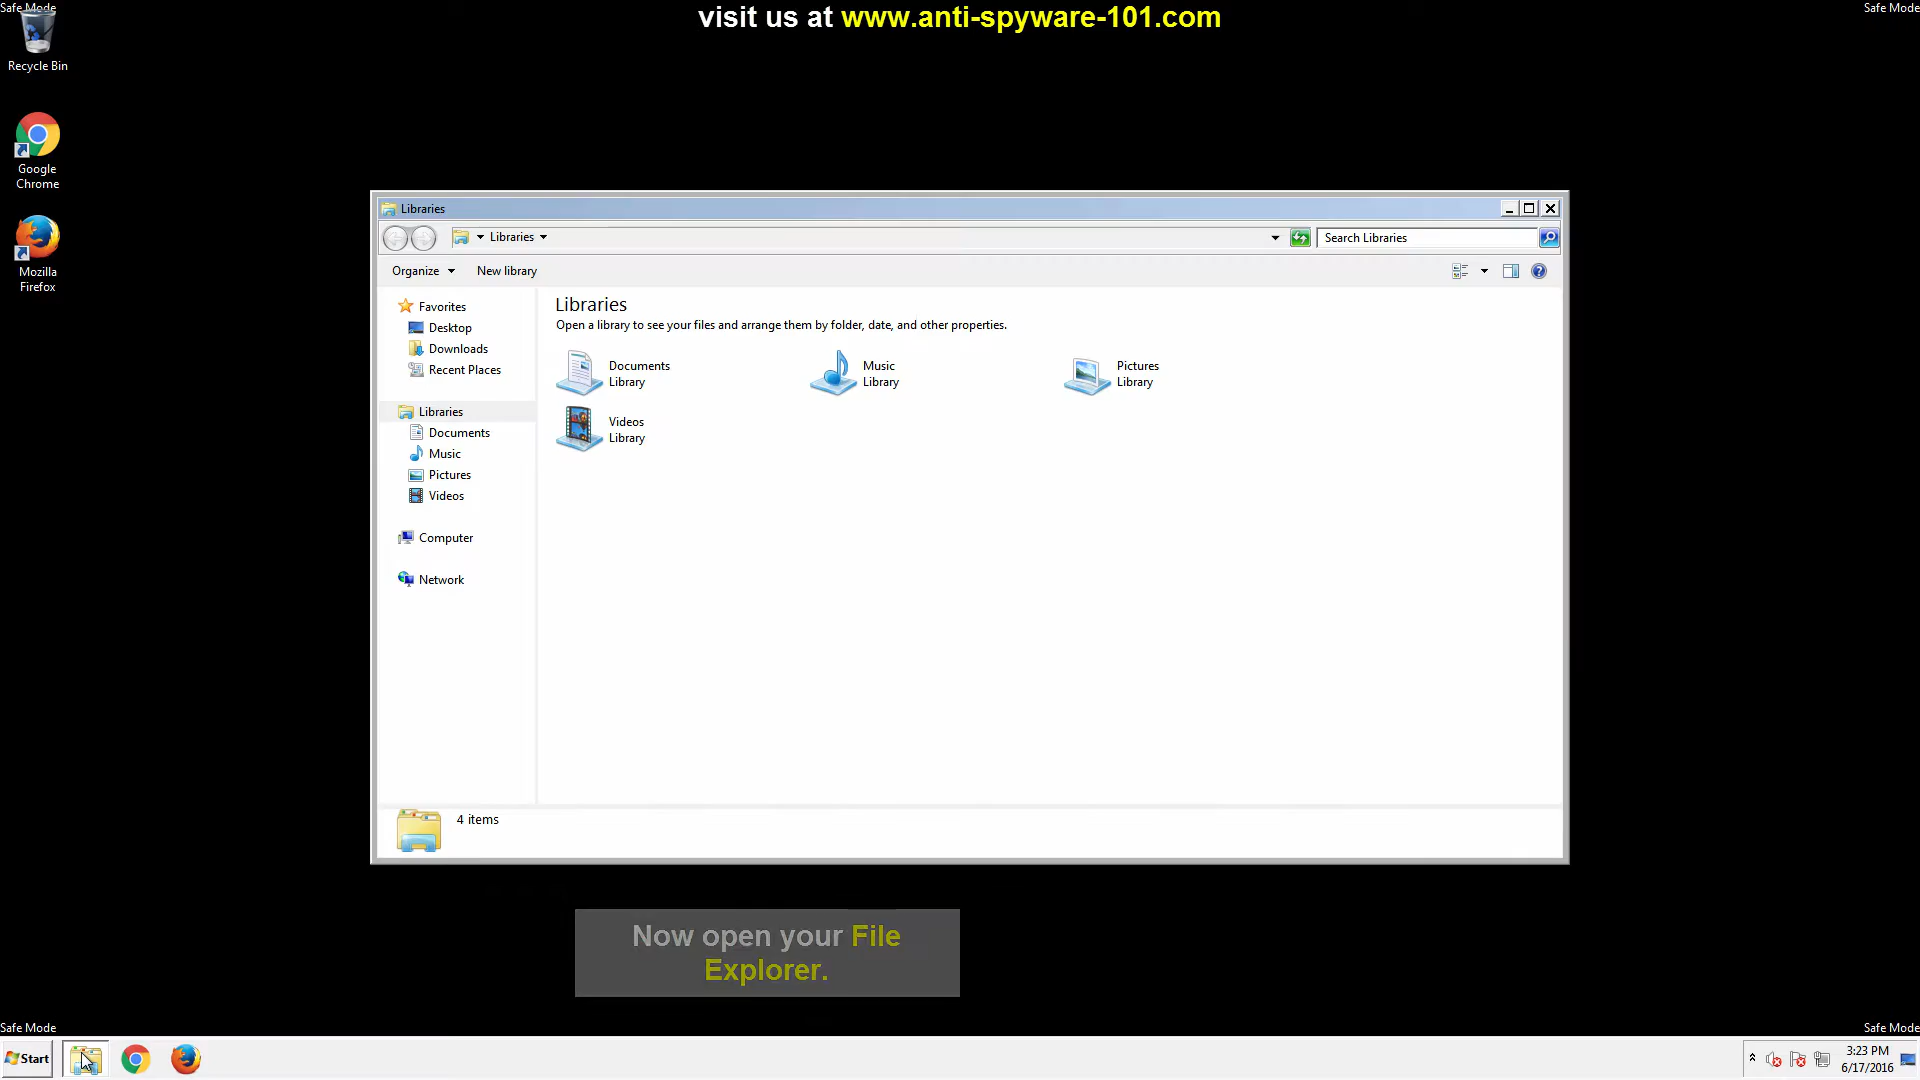 visit us at www.anti-spyware-101.com
Safe Mode
Safe Mode
Recycle Bin
Google
Chrome
Mozilla
Firefox
Libraries
Libraries
Search Libraries
Organize
New library
Favorites
Desktop
Downloads
Recent Places
Libraries
Documents
Music
Pictures
Videos
Computer
Network
Libraries
Open a library to see your files and arrange them by folder, date, and other properties.
Documents
Library
Music
Library
Pictures
Library
Videos
Library
4 items
Now open your File
Explorer.
Safe Mode
Safe Mode
Start
3:23 PM
6/17/2016